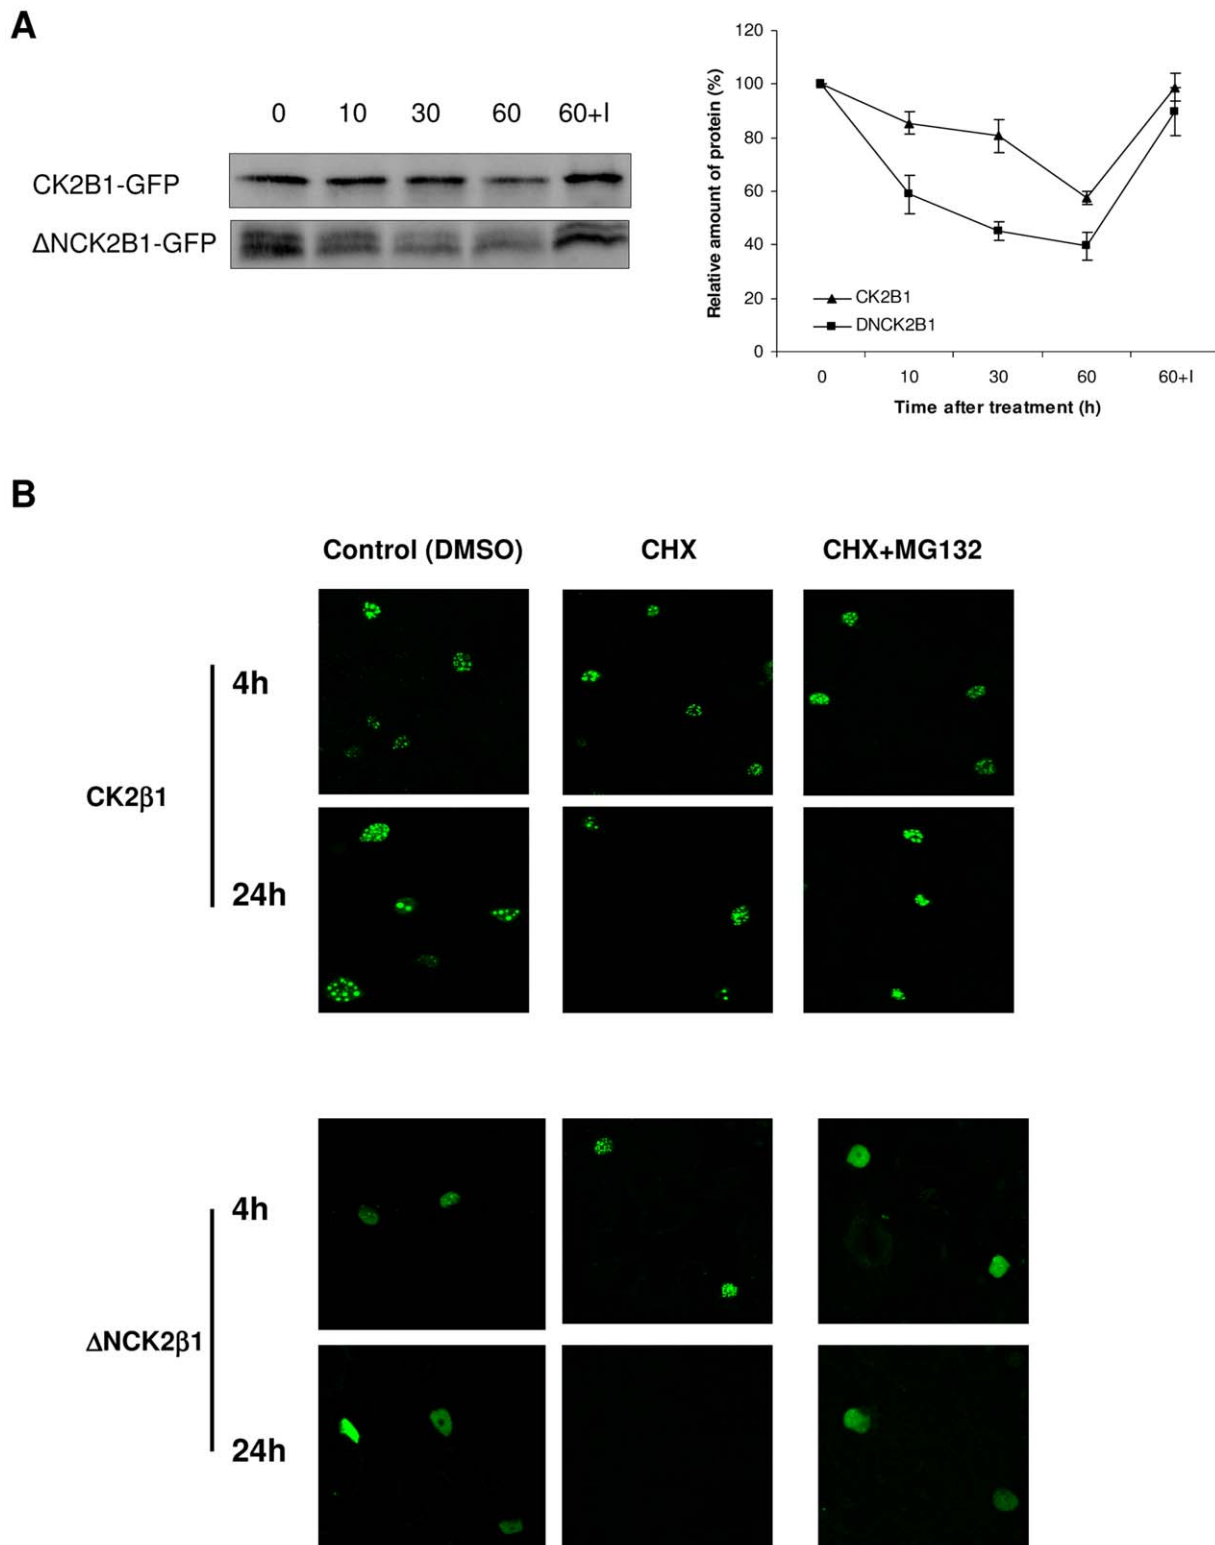 A
0 10 30 60 60+I
CK2B1-GFP
ΔNCK2B1-GFP
Relative amount of protein (%)
120
100
80
60
40
20
0
CK2B1
DNCK2B1
0 10 30 60 60+I
Time after treatment (h)
B
Control (DMSO) CHX CHX+MG132
4h
CK2β1
24h
4h
ΔNCK2β1
24h